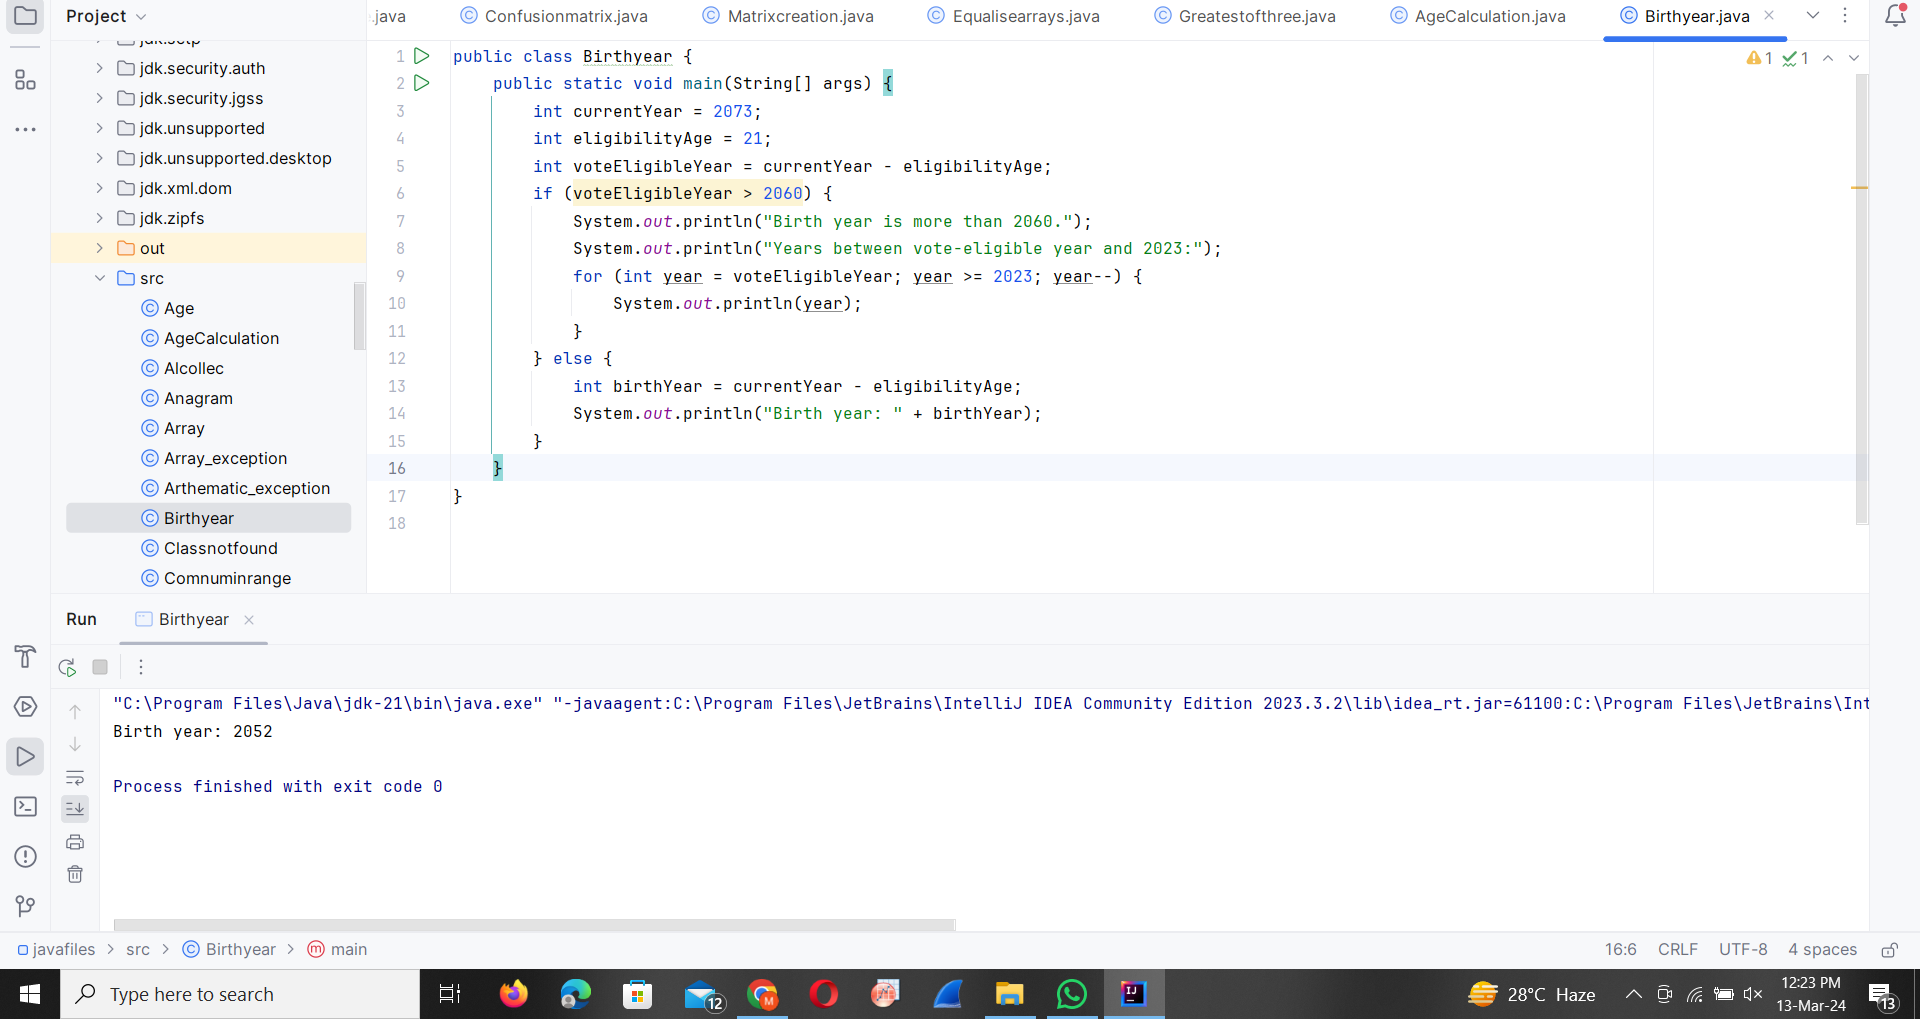 Project
.java
Confusionmatrix.java
Matrixcreation.java
Equalisearrays.java
Greatestofthree.java
AgeCalculation.java
Birthyear.java
jdk.security.auth
jdk.security.jgss
jdk.unsupported
jdk.unsupported.desktop
jdk.xml.dom
jdk.zipfs
out
src
Age
AgeCalculation
Alcollec
Anagram
Array
Array_exception
Arthematic_exception
Birthyear
Classnotfound
Comnuminrange
1 public class Birthyear {
2 public static void main(String[] args) {
3 int currentYear = 2073;
4 int eligibilityAge = 21;
5 int voteEligibleYear = currentYear - eligibilityAge;
6 if (voteEligibleYear > 2060) {
7 System.out.println("Birth year is more than 2060.");
8 System.out.println("Years between vote-eligible year and 2023:");
9 for (int year = voteEligibleYear; year >= 2023; year--) {
10 System.out.println(year);
11 }
12 } else {
13 int birthYear = currentYear - eligibilityAge;
14 System.out.println("Birth year: " + birthYear);
15 }
16 }
17 }
18
1 1
Run
Birthyear
"C:\Program Files\Java\jdk-21\bin\java.exe" "-javaagent:C:\Program Files\JetBrains\IntelliJ IDEA Community Edition 2023.3.2\lib\idea_rt.jar=61100:C:\Program Files\JetBrains\Int
Birth year: 2052
Process finished with exit code 0
javafiles > src > Birthyear > main
16:6 CRLF UTF-8 4 spaces
Type here to search
12
M
IJ
28°C Haze
12:23 PM
13-Mar-24
13